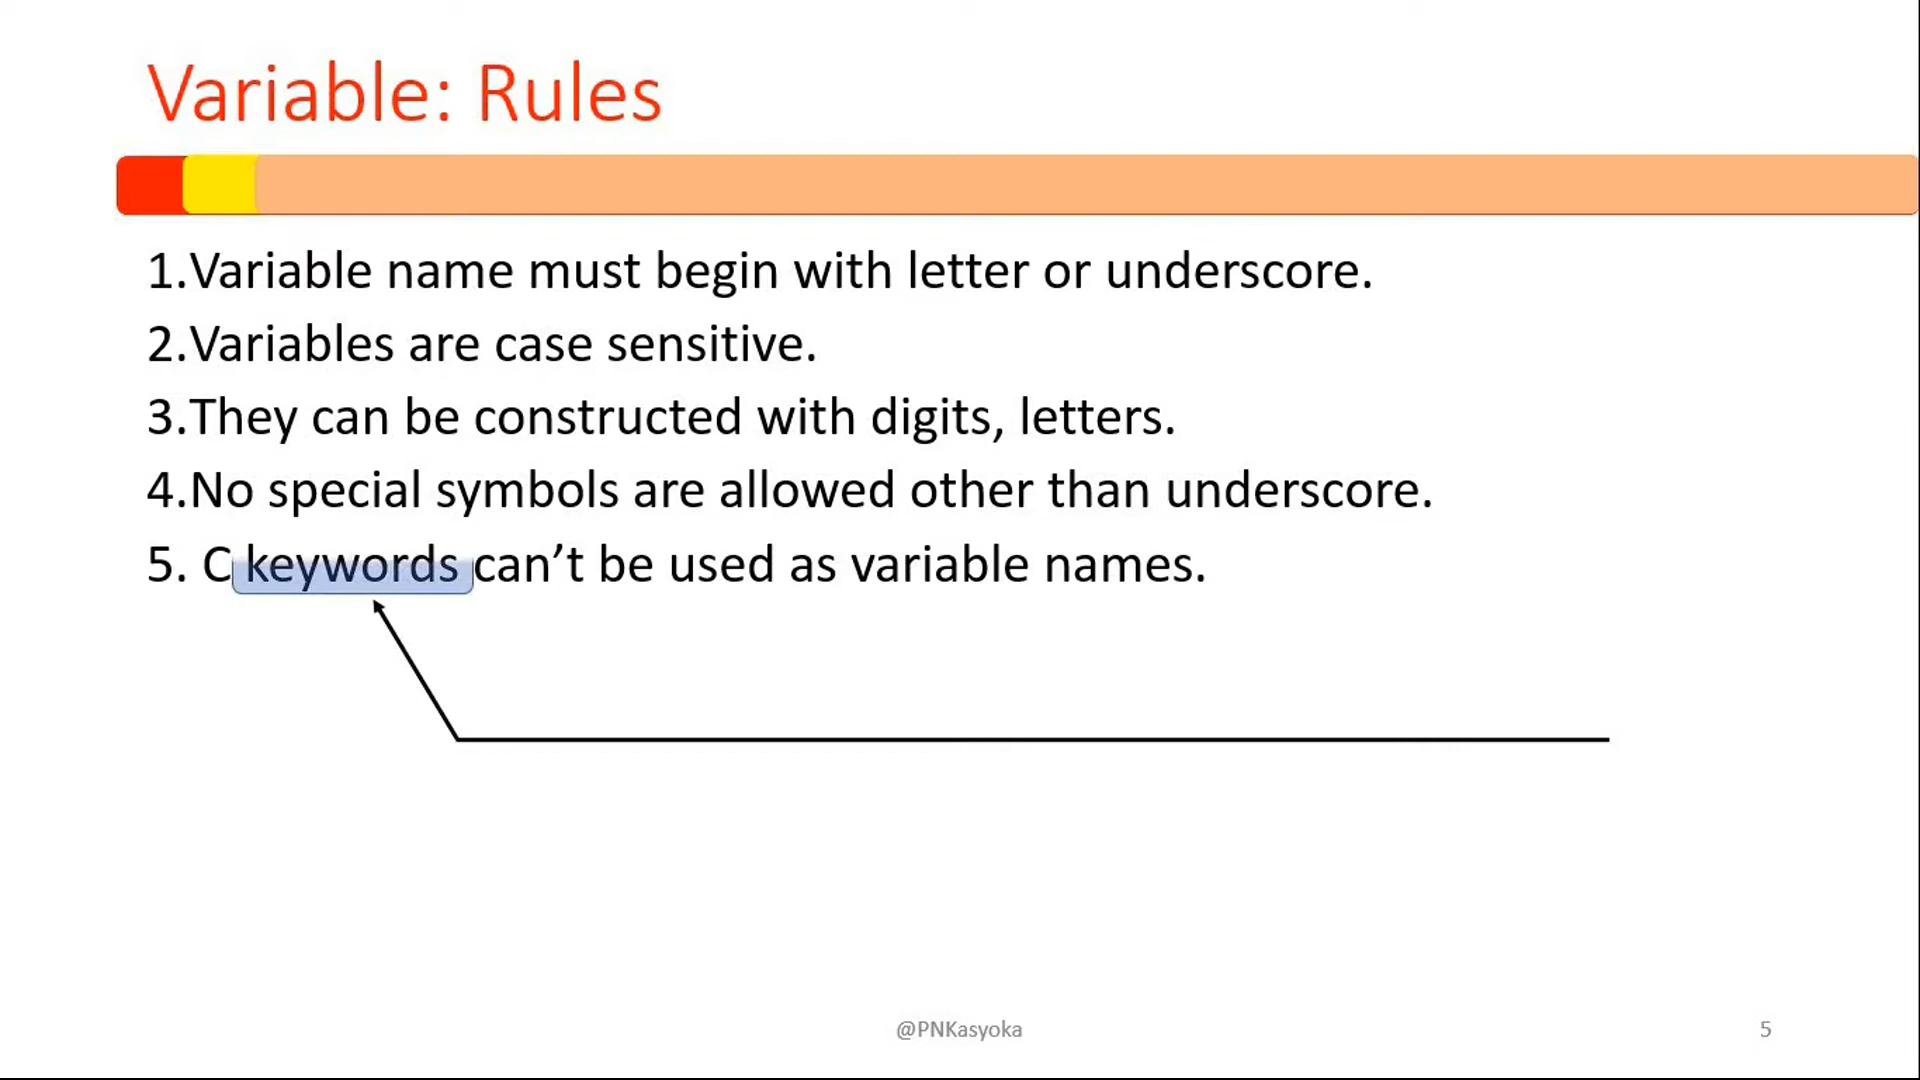 Variable: Rules
1.Variable name must begin with letter or underscore.
2.Variables are case sensitive.
3.They can be constructed with digits, letters.
4.No special symbols are allowed other than underscore.
5. C keywords can’t be used as variable names.
@PNKasyoka
5